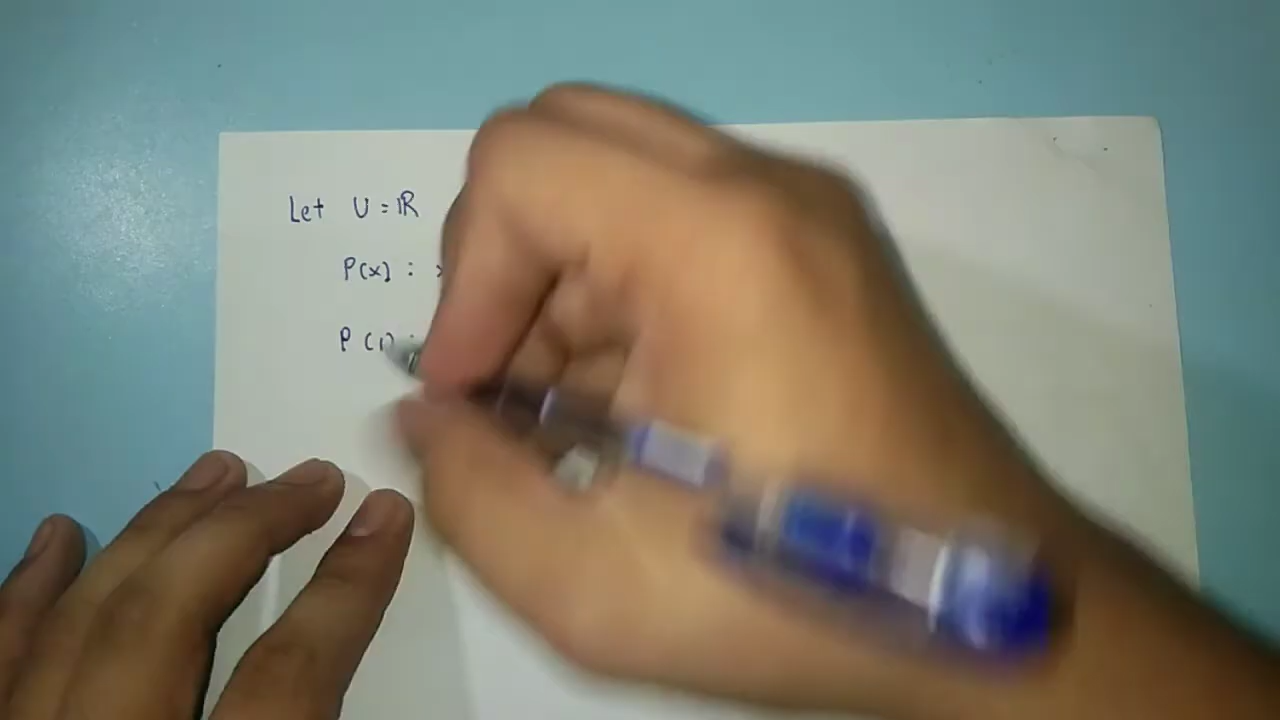 Let U = ℝ
P(x) :
P(1) :